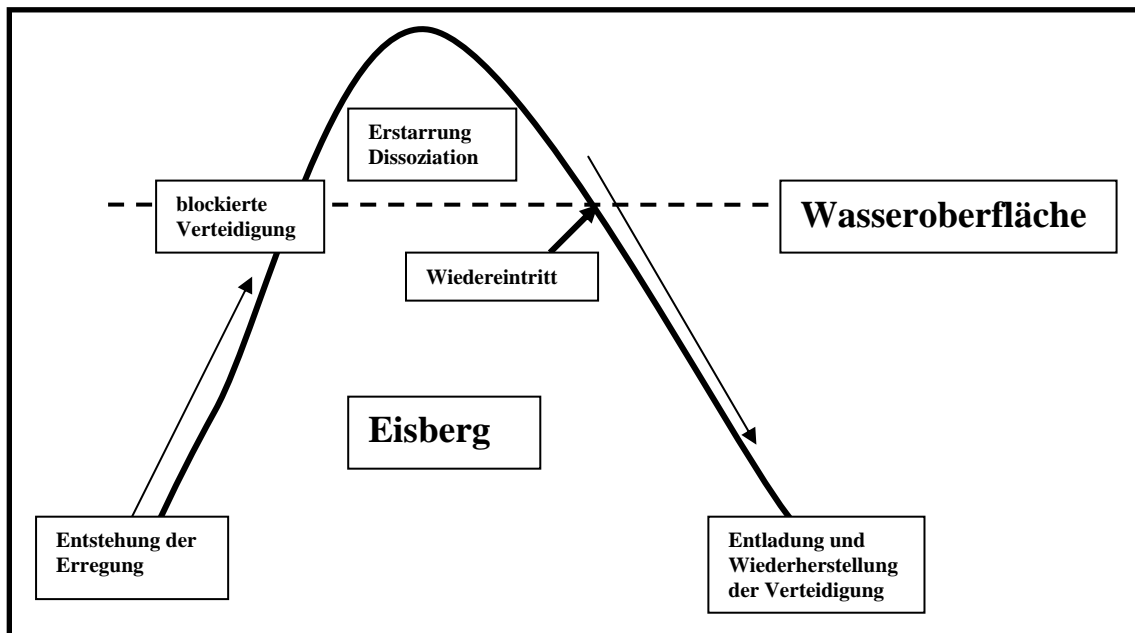 Erstarrung
Dissoziation
blockierte
Verteidigung
Wasseroberfläche
Wiedereintritt
Eisberg
Entstehung der
Erregung
Entladung und
Wiederherstellung
der Verteidigung